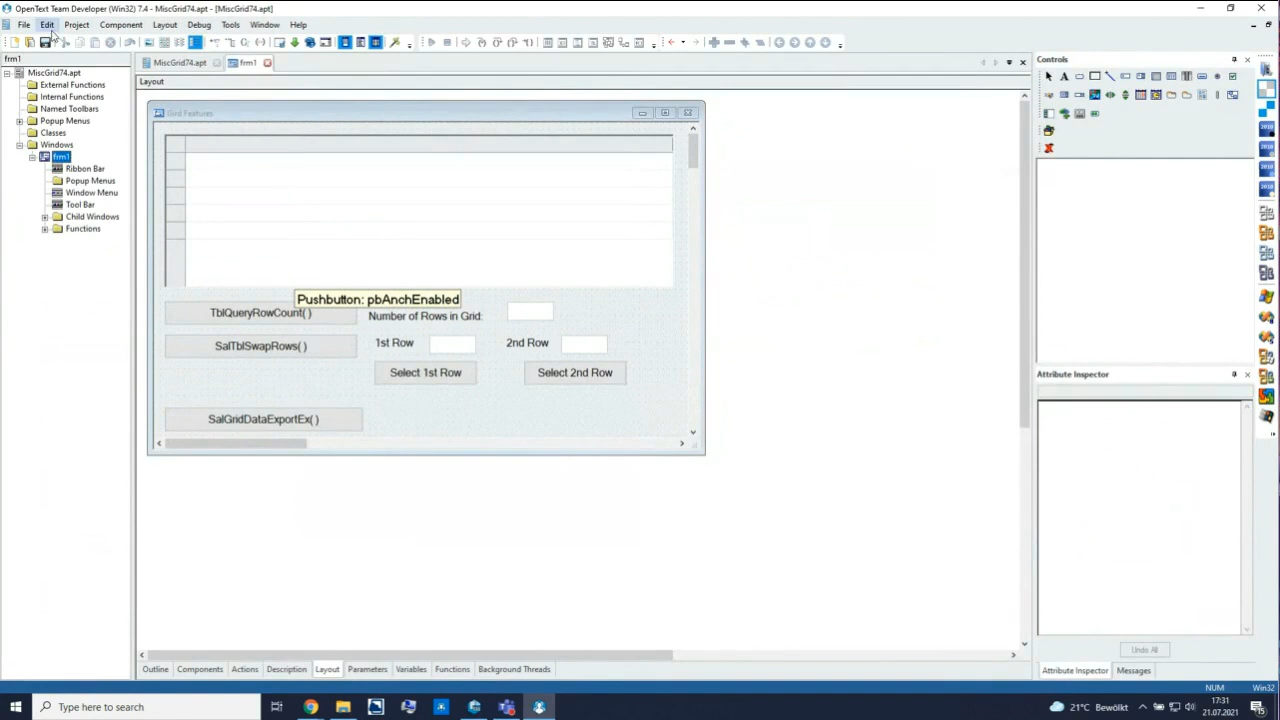 OpenText Team Developer (Win32) 7.4 - MiscGrid74.apt - [MiscGrid74.apt]
File Edit Project Component Layout Debug Tools Window Help
frm1
MiscGrid74.apt
External Functions
Internal Functions
Named Toolbars
Popup Menus
Classes
Windows
frm1
Ribbon Bar
Popup Menus
Window Menu
Tool Bar
Child Windows
Functions
MiscGrid74.apt frm1
Layout
Gird Features
Pushbutton: pbAnchEnabled
TblQueryRowCount( )
Number of Rows in Grid:
SalTblSwapRows( )
1st Row
2nd Row
Select 1st Row
Select 2nd Row
SalGridDataExportEx( )
Outline Components Actions Description Layout Parameters Variables Functions Background Threads
Controls
Attribute Inspector
Undo All
Attribute Inspector Messages
NUM Win32
Type here to search
21°C Bewölkt
17:31
21.07.2021